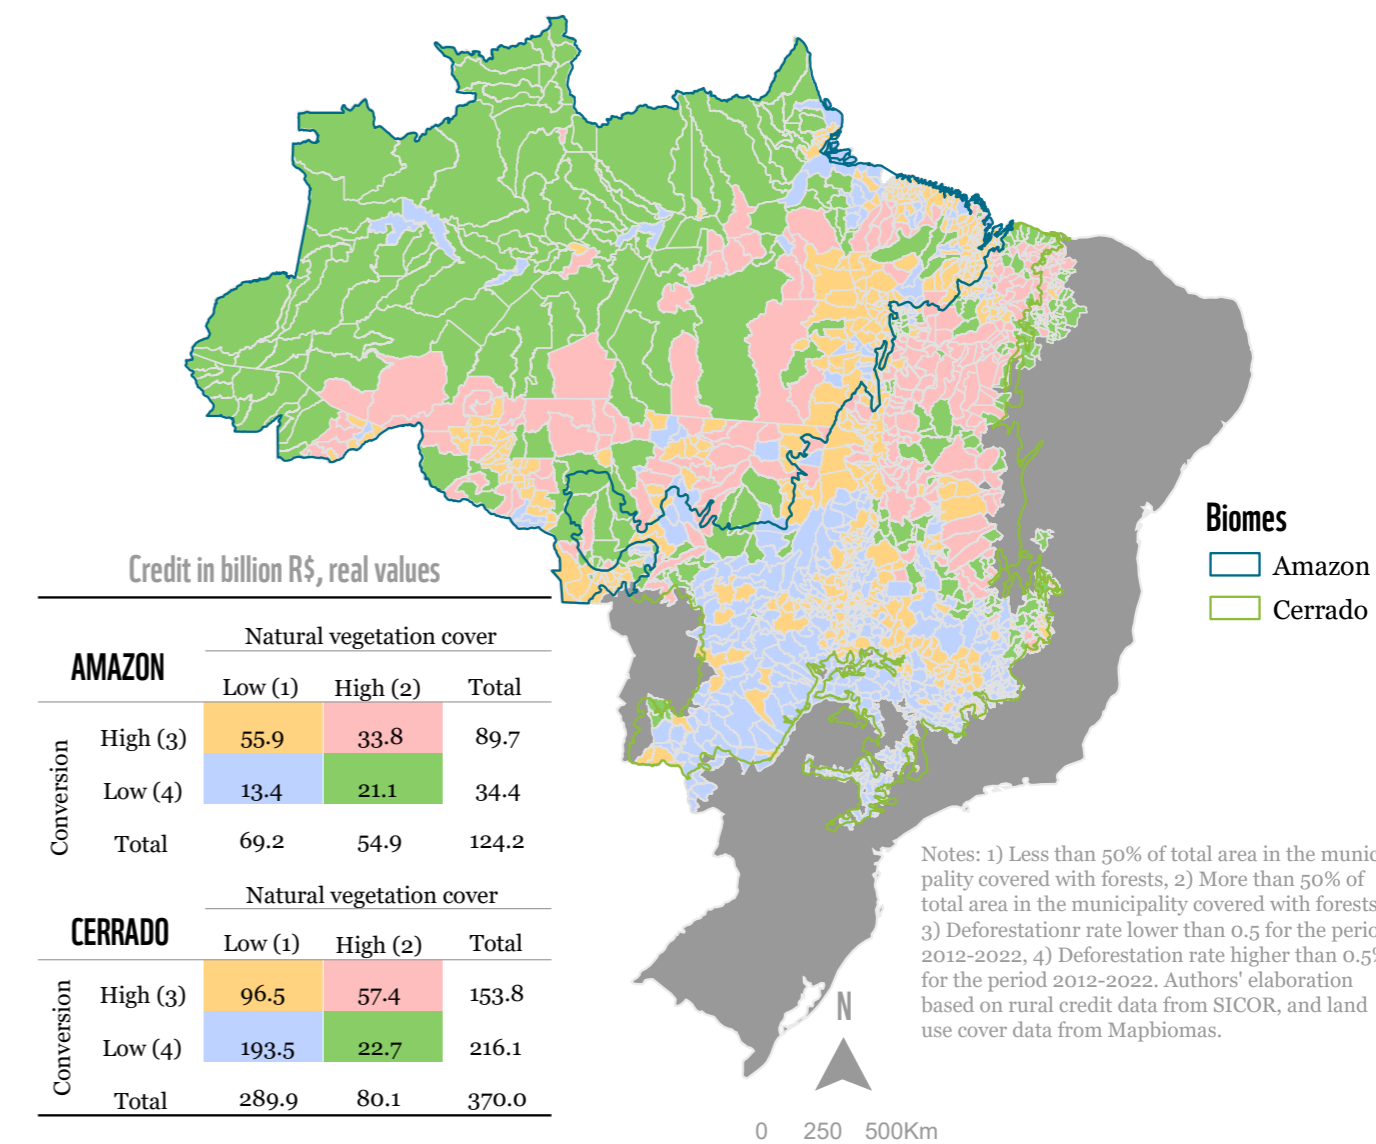 Biomes
Amazon
Cerrado
Credit in billion R$, real values
Natural vegetation cover
AMAZON
Low (1) High (2) Total
Conversion
High (3) 55.9 33.8 89.7
Low (4) 13.4 21.1 34.4
Total 69.2 54.9 124.2
Natural vegetation cover
CERRADO
Low (1) High (2) Total
Conversion
High (3) 96.5 57.4 153.8
Low (4) 193.5 22.7 216.1
Total 289.9 80.1 370.0
Notes: 1) Less than 50% of total area in the munic
pality covered with forests, 2) More than 50% of
total area in the municipality covered with forests
3) Deforestationr rate lower than 0.5 for the perio
2012-2022, 4) Deforestation rate higher than 0.5%
for the period 2012-2022. Authors' elaboration
based on rural credit data from SICOR, and land
use cover data from Mapbiomas.
N
0 250 500Km